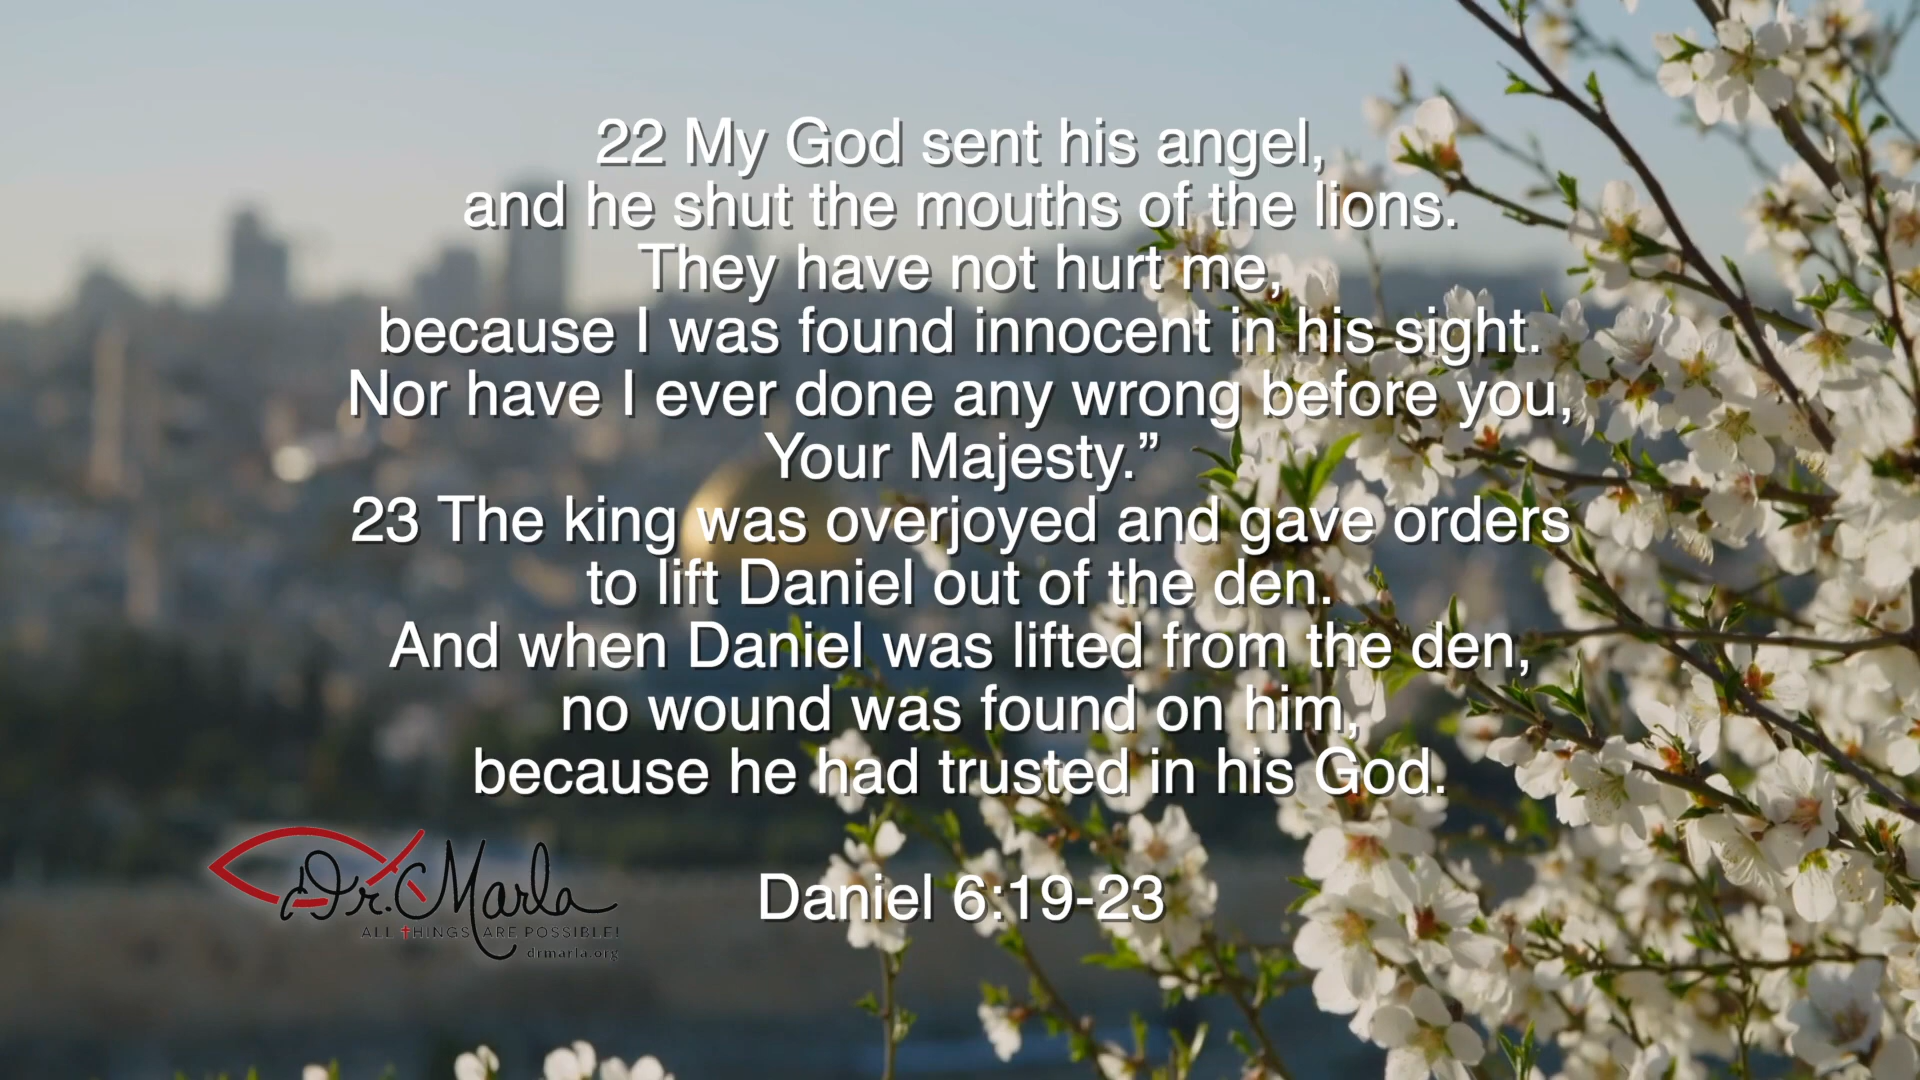 22 My God sent his angel,
and he shut the mouths of the lions.
They have not hurt me,
because I was found innocent in his sight.
Nor have I ever done any wrong before you,
Your Majesty.”
23 The king was overjoyed and gave orders
to lift Daniel out of the den.
And when Daniel was lifted from the den,
no wound was found on him,
because he had trusted in his God.
Daniel 6:19-23
Dr. Marla
ALL THINGS ARE POSSIBLE!
drmarla.org